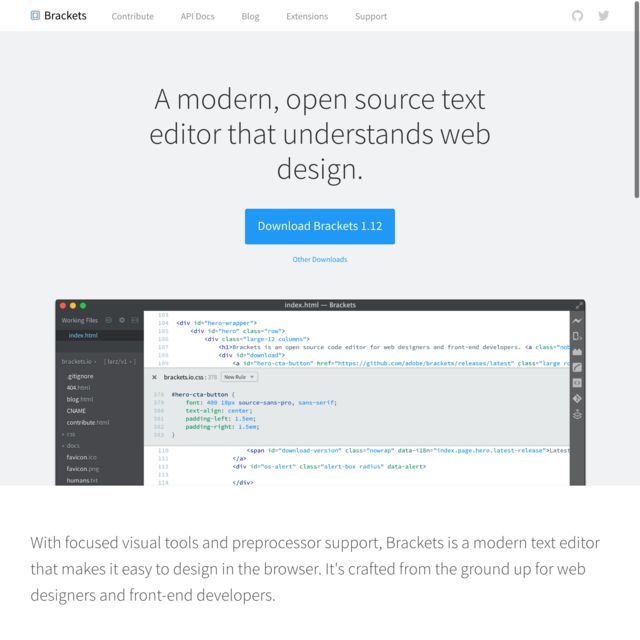 Brackets Contribute API Docs Blog Extensions Support
A modern, open source text
editor that understands web
design.
Download Brackets 1.12
Other Downloads
index.html — Brackets
Working Files
index.html
brackets.io
.gitignore
404.html
blog.html
CNAME
contribute.html
css
docs
favicon.ico
favicon.png
humans.txt
103
104 <div id="hero-wrapper">
105 <div id="hero" class="row">
106 <div class="large-12 columns">
107 <h1>Brackets is an open source code editor for web designers and front-end developers. <a class="nob
108 <div id="download">
109 <a id="hero-cta-button" href="https://github.com/adobe/brackets/releases/latest" class="large ro
brackets.io.css : 378 New Rule
378 #hero-cta-button {
379 font: 400 18px source-sans-pro, sans-serif;
380 text-align: center;
381 padding-left: 1.5em;
382 padding-right: 1.5em;
383 }
110 <span id="download-version" class="nowrap" data-i18n="index.page.hero.latest-release">Latest
111 </a>
112 <div id="os-alert" class="alert-box radius" data-alert>
113
114 </div>
With focused visual tools and preprocessor support, Brackets is a modern text editor
that makes it easy to design in the browser. It's crafted from the ground up for web
designers and front-end developers.